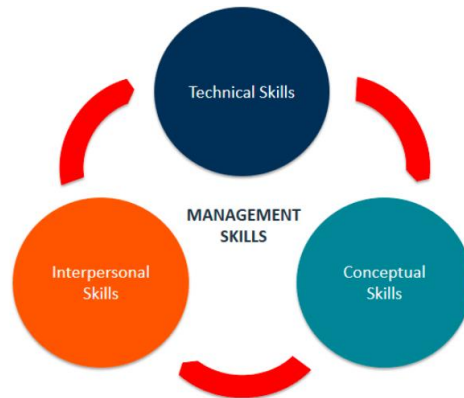 Technical Skills
MANAGEMENT
SKILLS
Interpersonal
Skills
Conceptual
Skills